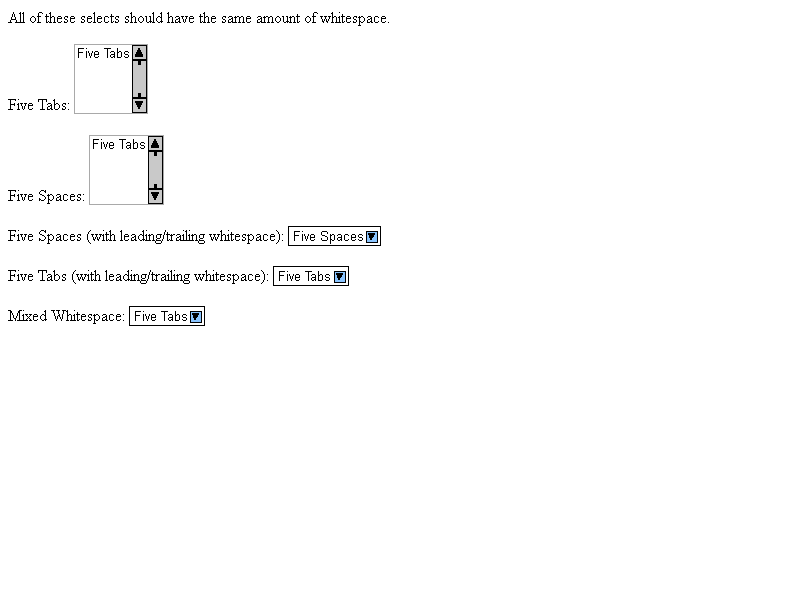 All of these selects should have the same amount of whitespace.
Five Tabs
Five Tabs:
Five Tabs
Five Spaces:
Five Spaces (with leading/trailing whitespace): Five Spaces
Five Tabs (with leading/trailing whitespace): Five Tabs
Mixed Whitespace: Five Tabs